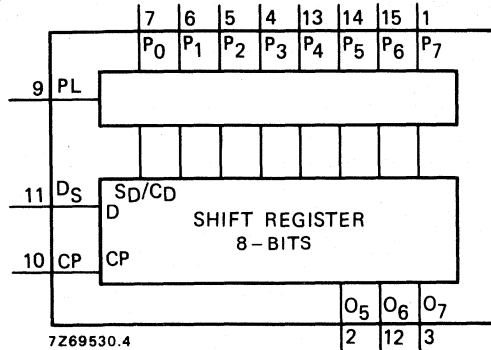 7 6 5 4 13 14 15 1
P0 P1 P2 P3 P4 P5 P6 P7
9 PL
11 DS SD/CD
D
SHIFT REGISTER
8-BITS
10 CP CP
O5 O6 O7
2 12 3
7Z69530.4